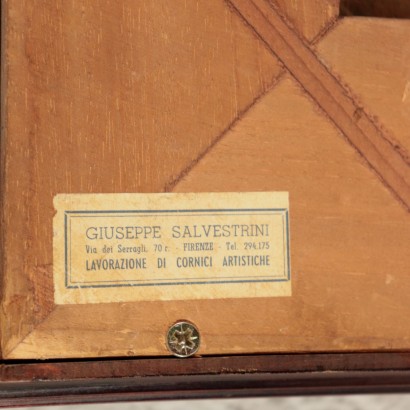 GIUSEPPE SALVESTRINI
Via dei Serragli, 70 r. - FIRENZE - Tel. 294.175
LAVORAZIONE DI CORNICI ARTISTICHE